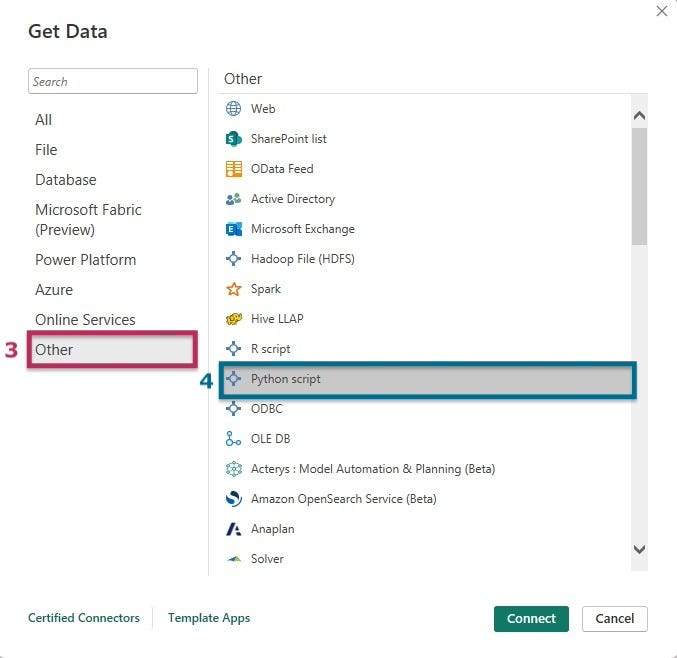 Get Data
Search
All
File
Database
Microsoft Fabric
(Preview)
Power Platform
Azure
Online Services
3
Other
Other
Web
SharePoint list
OData Feed
Active Directory
Microsoft Exchange
Hadoop File (HDFS)
Spark
Hive LLAP
R script
4
Python script
ODBC
OLE DB
Acterys : Model Automation & Planning (Beta)
Amazon OpenSearch Service (Beta)
Anaplan
Solver
Certified Connectors
Template Apps
Connect
Cancel